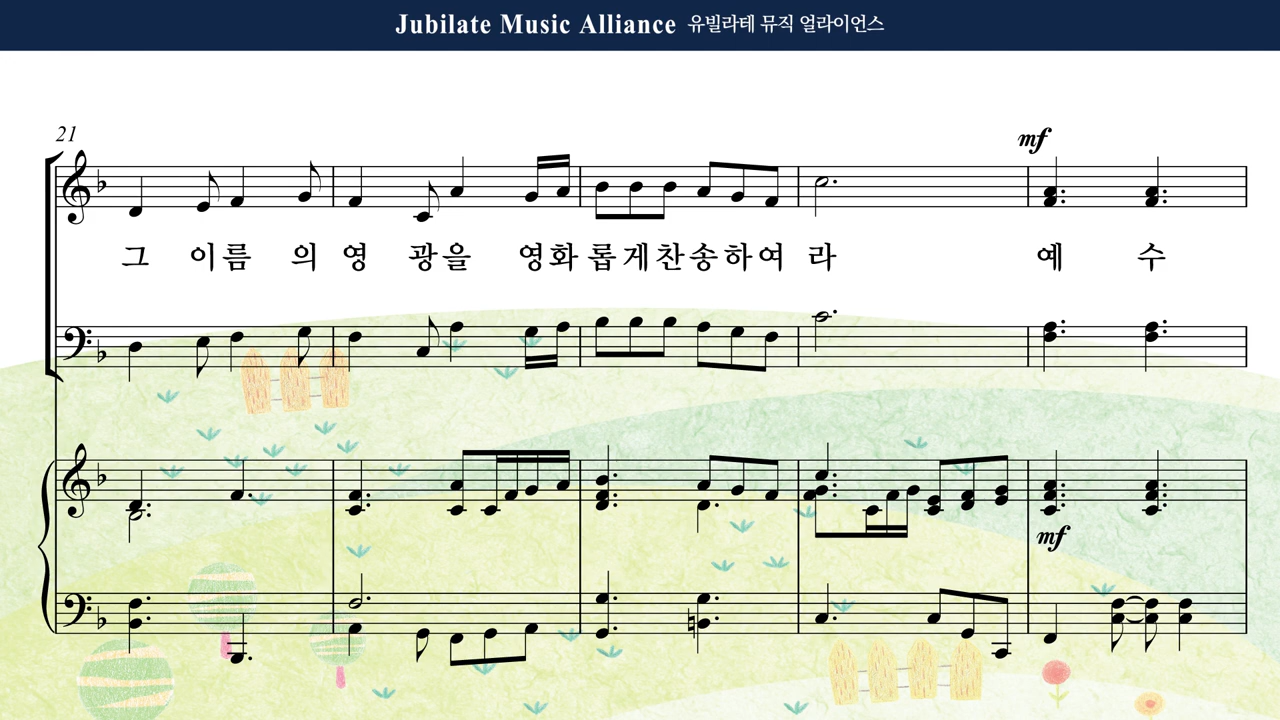 Jubilate Music Alliance 유빌라테 뮤직 얼라이언스
21
mf
그 이름 의 영 광을 영화 롭게찬송하여 라 예 수
mf